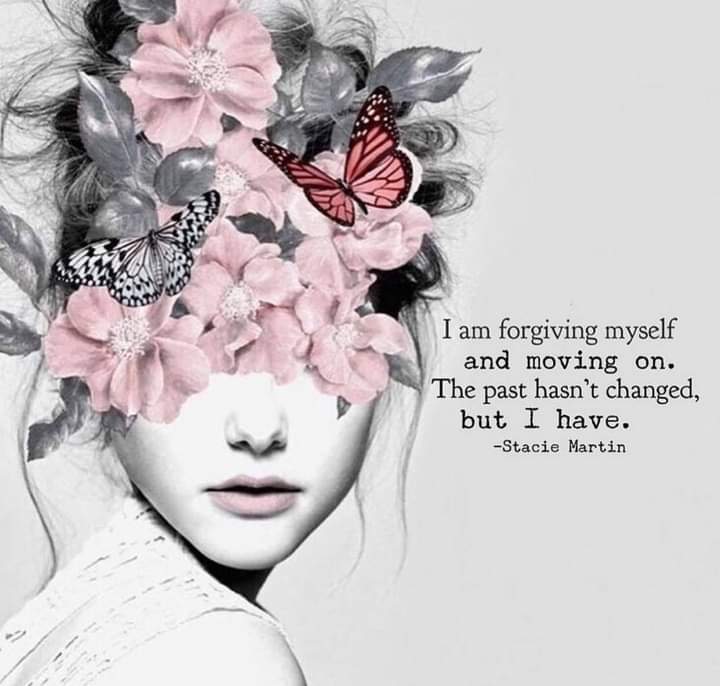 I am forgiving myself
and moving on.
The past hasn't changed,
but I have.
-Stacie Martin